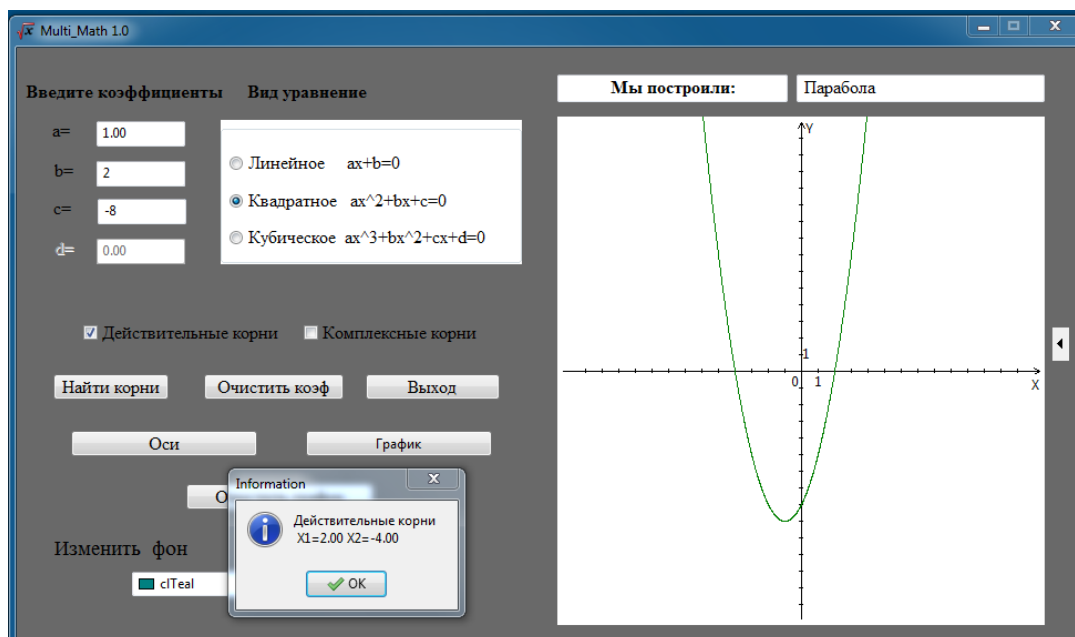 Multi_Math 1.0
Введите коэффициенты
Вид уравнение
a= 1.00
b= 2
c= -8
d= 0.00
Линейное ax+b=0
Квадратное ax^2+bx+c=0
Кубическое ax^3+bx^2+cx+d=0
Действительные корни
Комплексные корни
Найти корни
Очистить коэф
Выход
Оси
График
Изменить фон
clTeal
Information
Действительные корни
X1=2.00 X2=-4.00
OK
Мы построили:
Парабола
Y
1
0
1
X